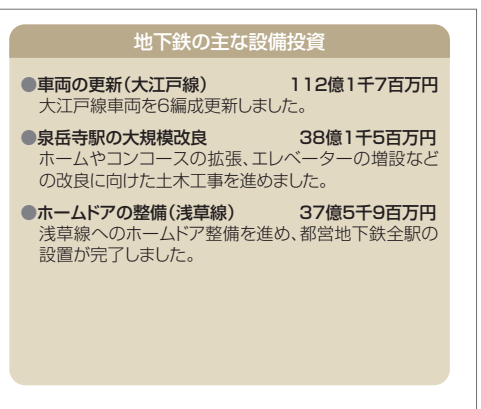 地下鉄の主な設備投資
●車両の更新(大江戸線) 112億1千7百万円
大江戸線車両を6編成更新しました。
●泉岳寺駅の大規模改良 38億1千5百万円
ホームやコンコースの拡張、エレベーターの増設など
の改良に向けた土木工事を進めました。
●ホームドアの整備(浅草線) 37億5千9百万円
浅草線へのホームドア整備を進め、都営地下鉄全駅の
設置が完了しました。